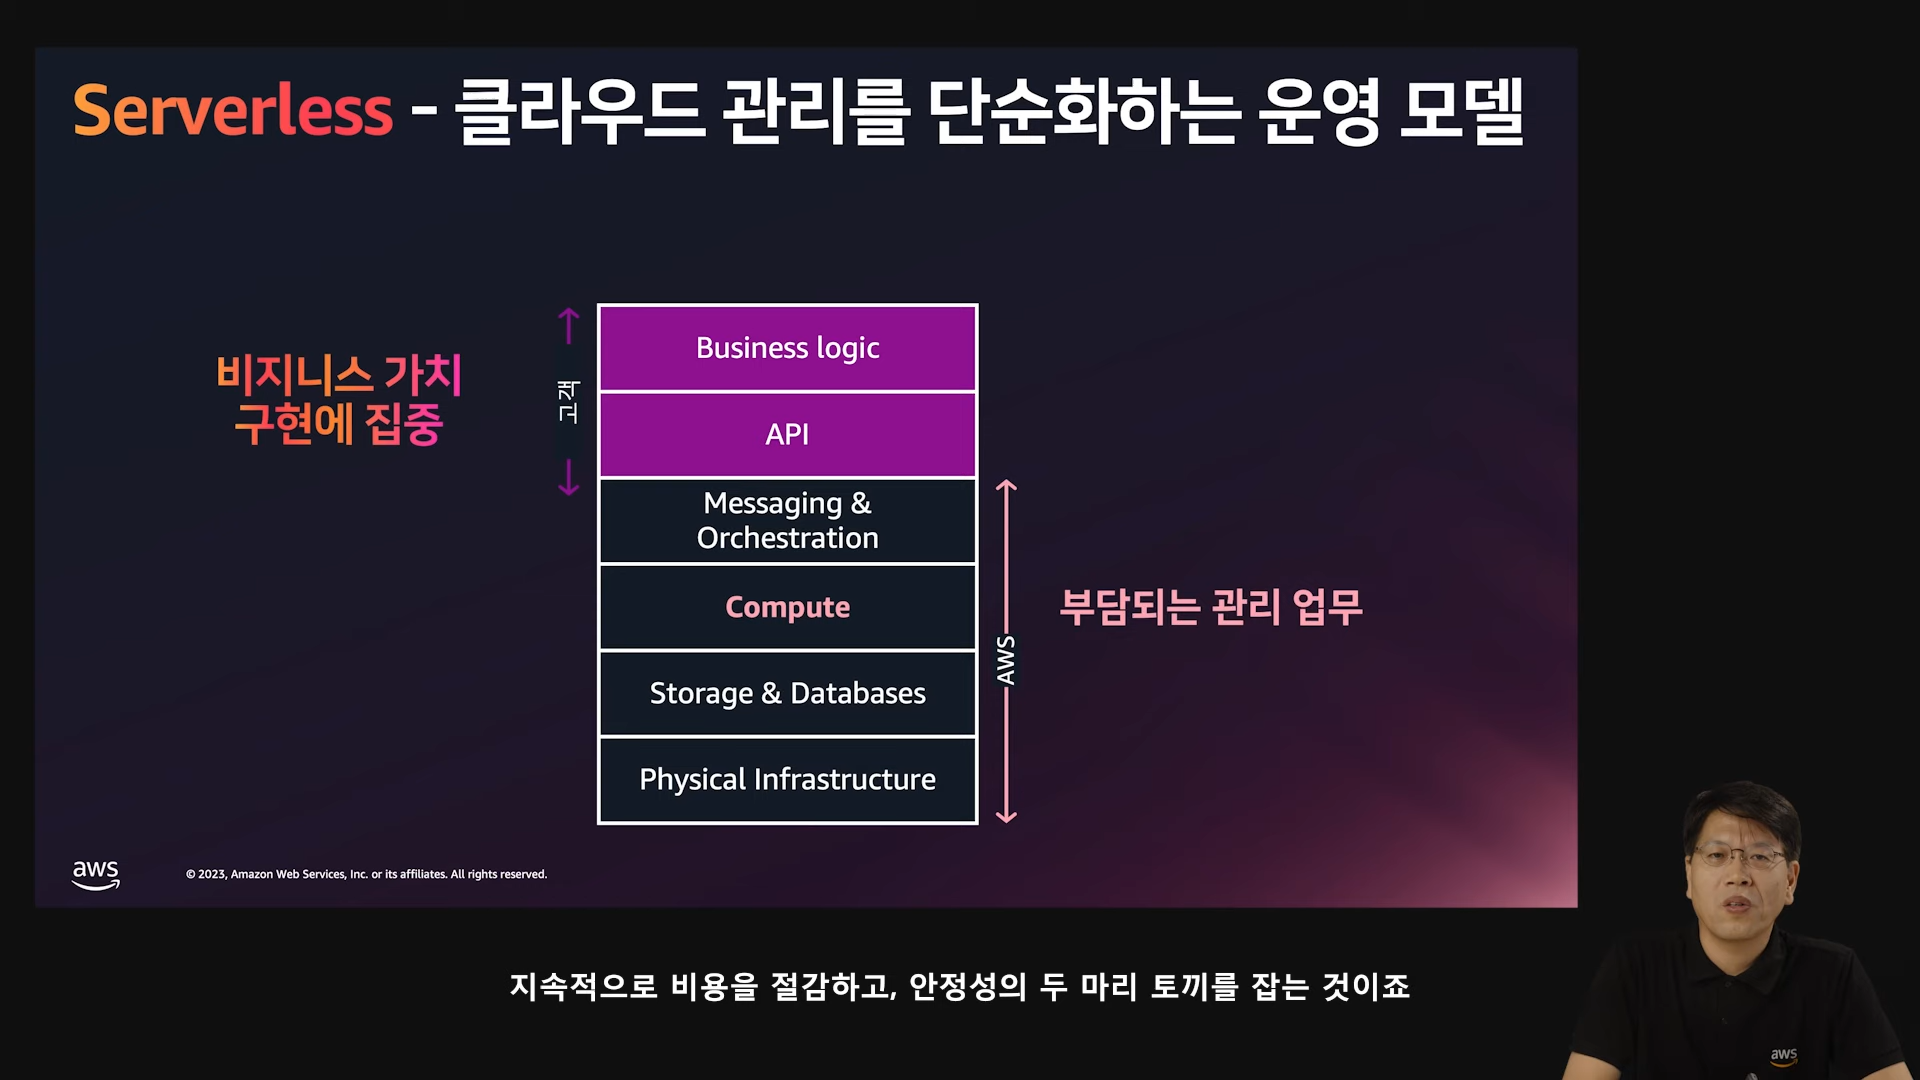 Serverless - 클라우드 관리를 단순화하는 운영 모델
비지니스 가치
구현에 집중
고객
Business logic
API
Messaging &
Orchestration
Compute
Storage & Databases
Physical Infrastructure
AWS
부담되는 관리 업무
aws
© 2023, Amazon Web Services, Inc. or its affiliates. All rights reserved.
aws
지속적으로 비용을 절감하고, 안정성의 두 마리 토끼를 잡는 것이죠